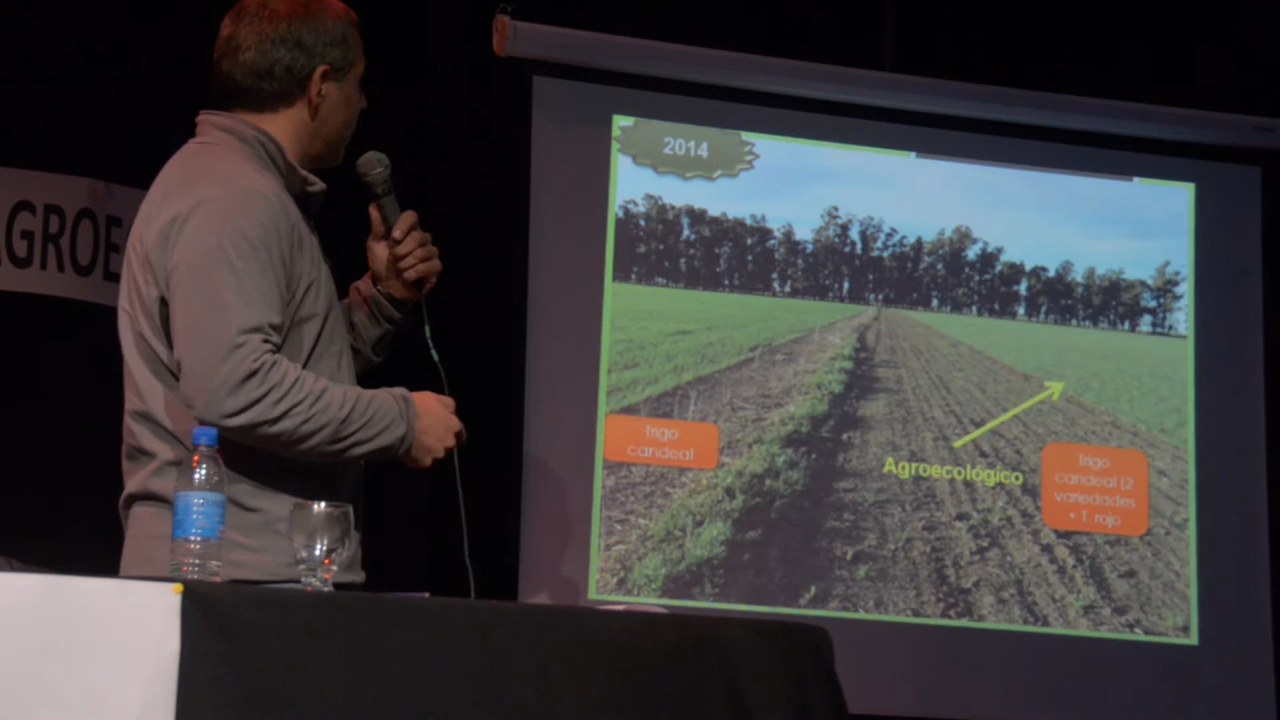 AGROE
2014
Trigo
candeal
Agroecológico
Trigo
candeal (2
variedades
+ T. rojo